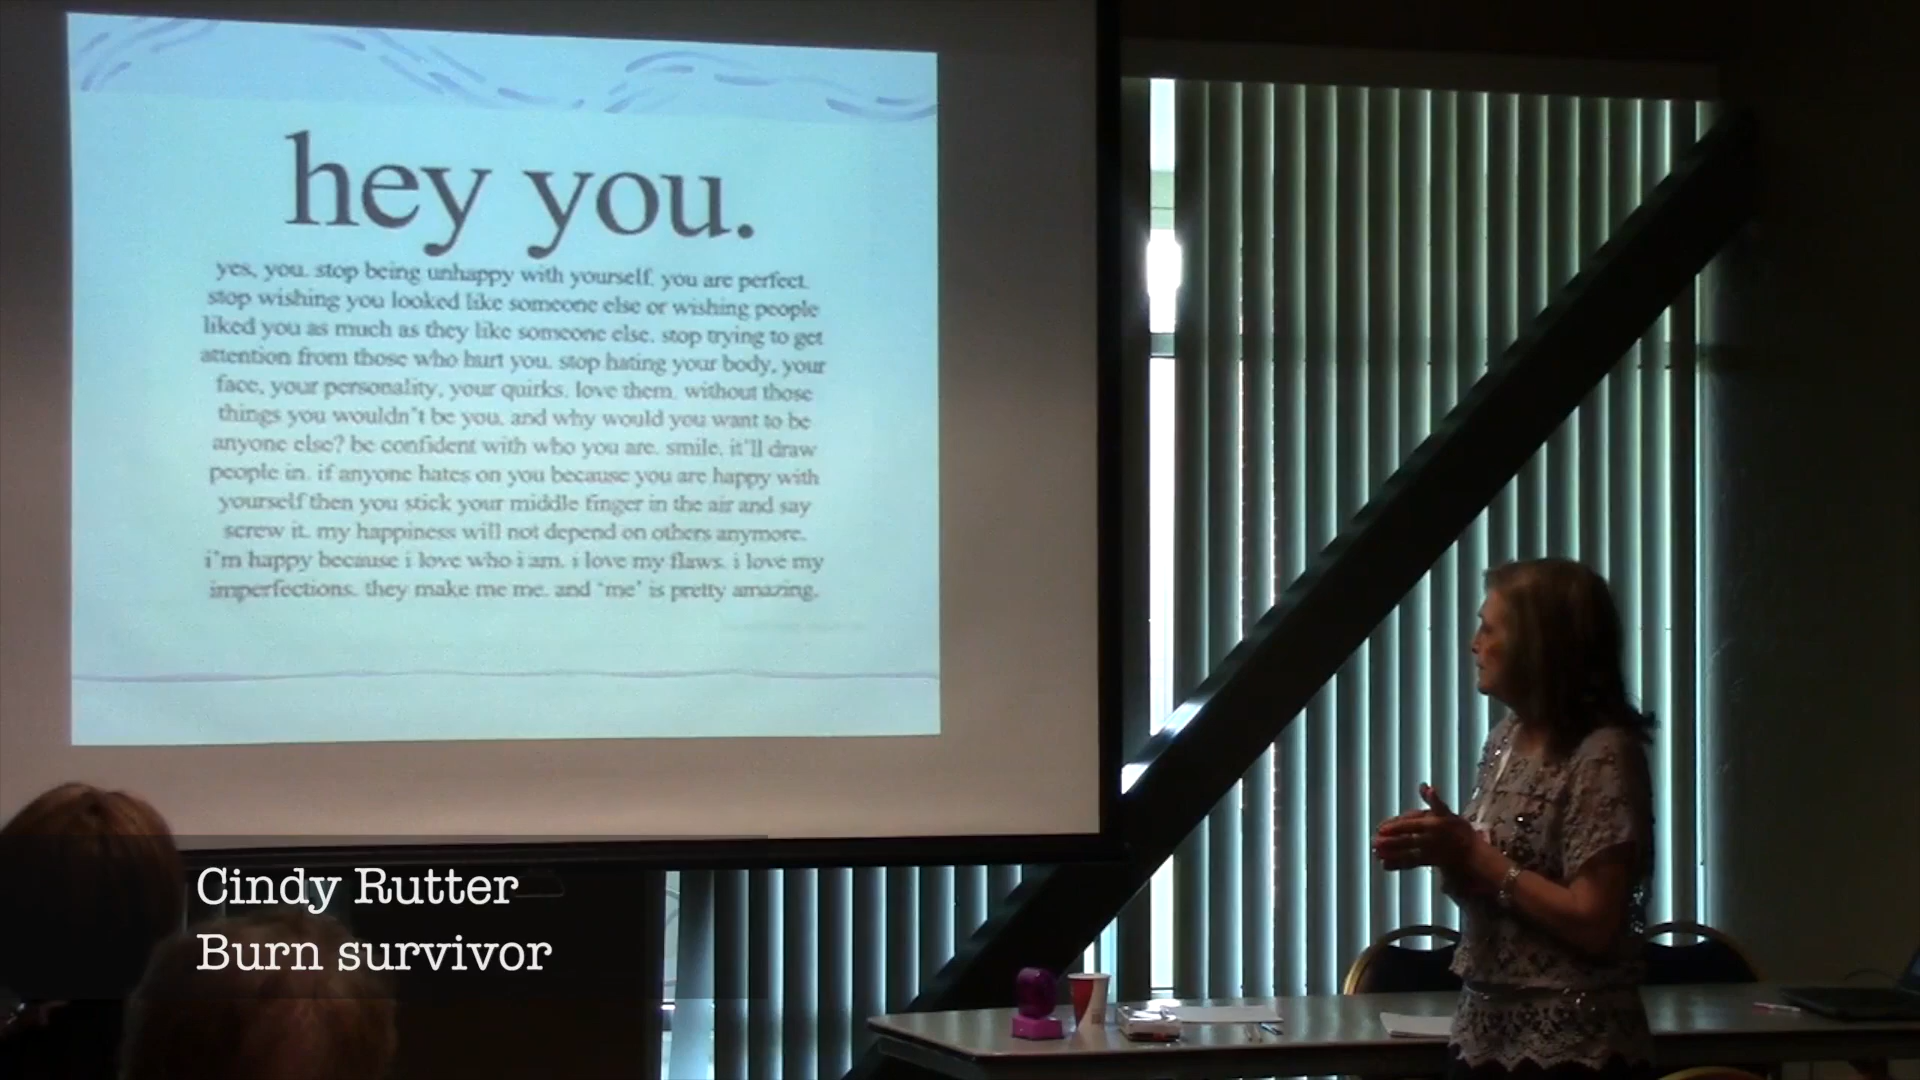 hey you.
yes, you. stop being unhappy with yourself. you are perfect.
stop wishing you looked like someone else or wishing people
liked you as much as they like someone else. stop trying to get
attention from those who hurt you. stop hating your body, your
face, your personality, your quirks. love them. without those
things you wouldn't be you. and why would you want to be
anyone else? be confident with who you are. smile. it'll draw
people in. if anyone hates on you because you are happy with
yourself then you stick your middle finger in the air and say
screw it. my happiness will not depend on others anymore.
i'm happy because i love who i am. i love my flaws. i love my
imperfections. they make me me. and 'me' is pretty amazing.
Cindy Rutter
Burn survivor